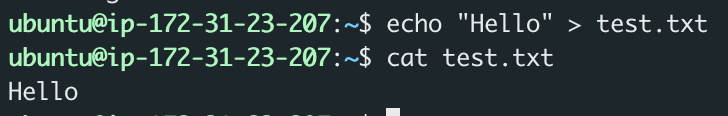 ubuntu@ip-172-31-23-207:~$ echo "Hello" > test.txt
ubuntu@ip-172-31-23-207:~$ cat test.txt
Hello